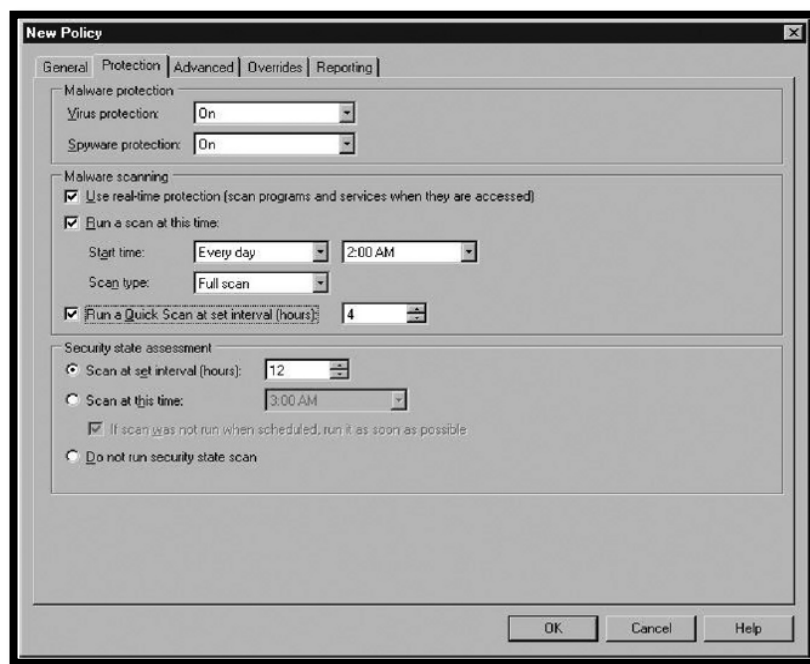 New Policy
General Protection Advanced Overrides Reporting
Malware protection
Virus protection: On
Spyware protection: On
Malware scanning
Use real-time protection (scan programs and services when they are accessed)
Run a scan at this time:
Start time: Every day 2:00 AM
Scan type: Full scan
Run a Quick Scan at set interval (hours): 4
Security state assessment
Scan at set interval (hours): 12
Scan at this time: 3:00 AM
If scan was not run when scheduled, run it as soon as possible
Do not run security state scan
OK Cancel Help